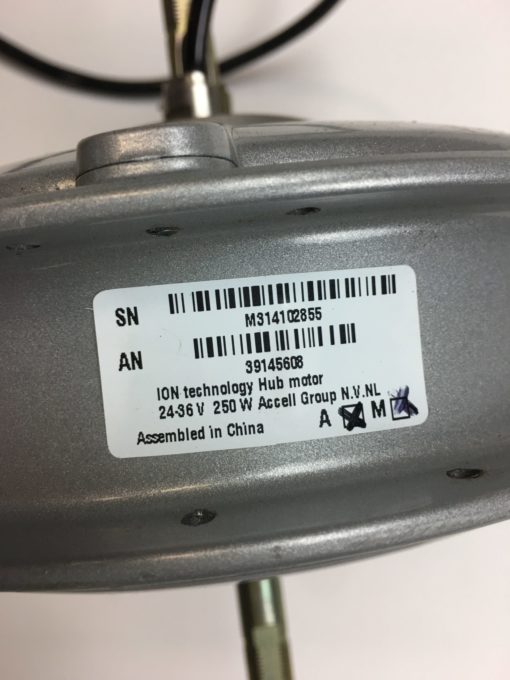 SN
M314102855
AN
39145608
ION technology Hub motor
24-36 V 250 W Accell Group N.V.NL
Assembled in China A M